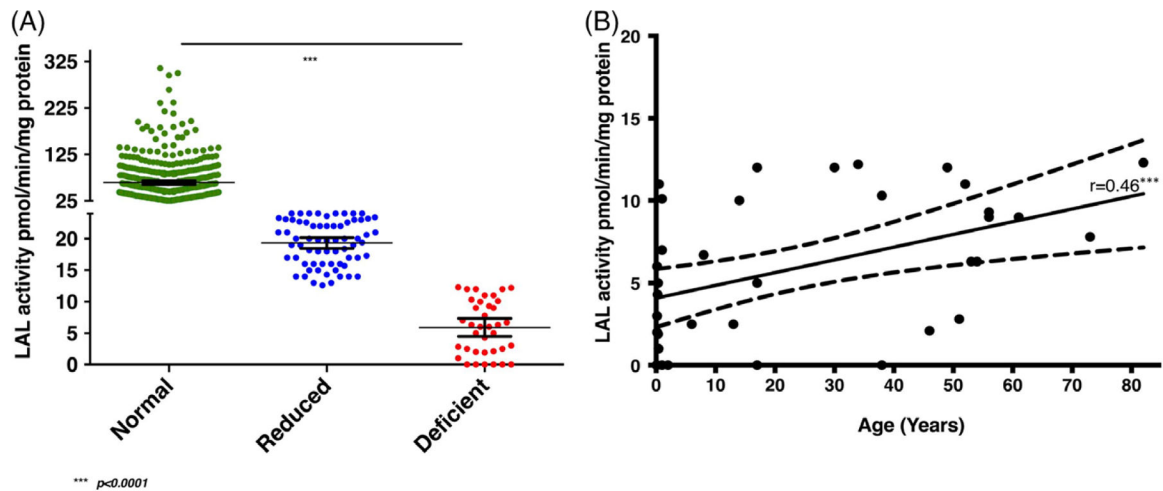 (A)
LAL activity pmol/min/mg protein
325
225
125
25
20
15
10
5
0
***
Normal
Reduced
Deficient
*** p<0.0001
(B)
LAL activity pmol/min/mg protein
20
15
10
5
0
r=0.46***
0 10 20 30 40 50 60 70 80
Age (Years)